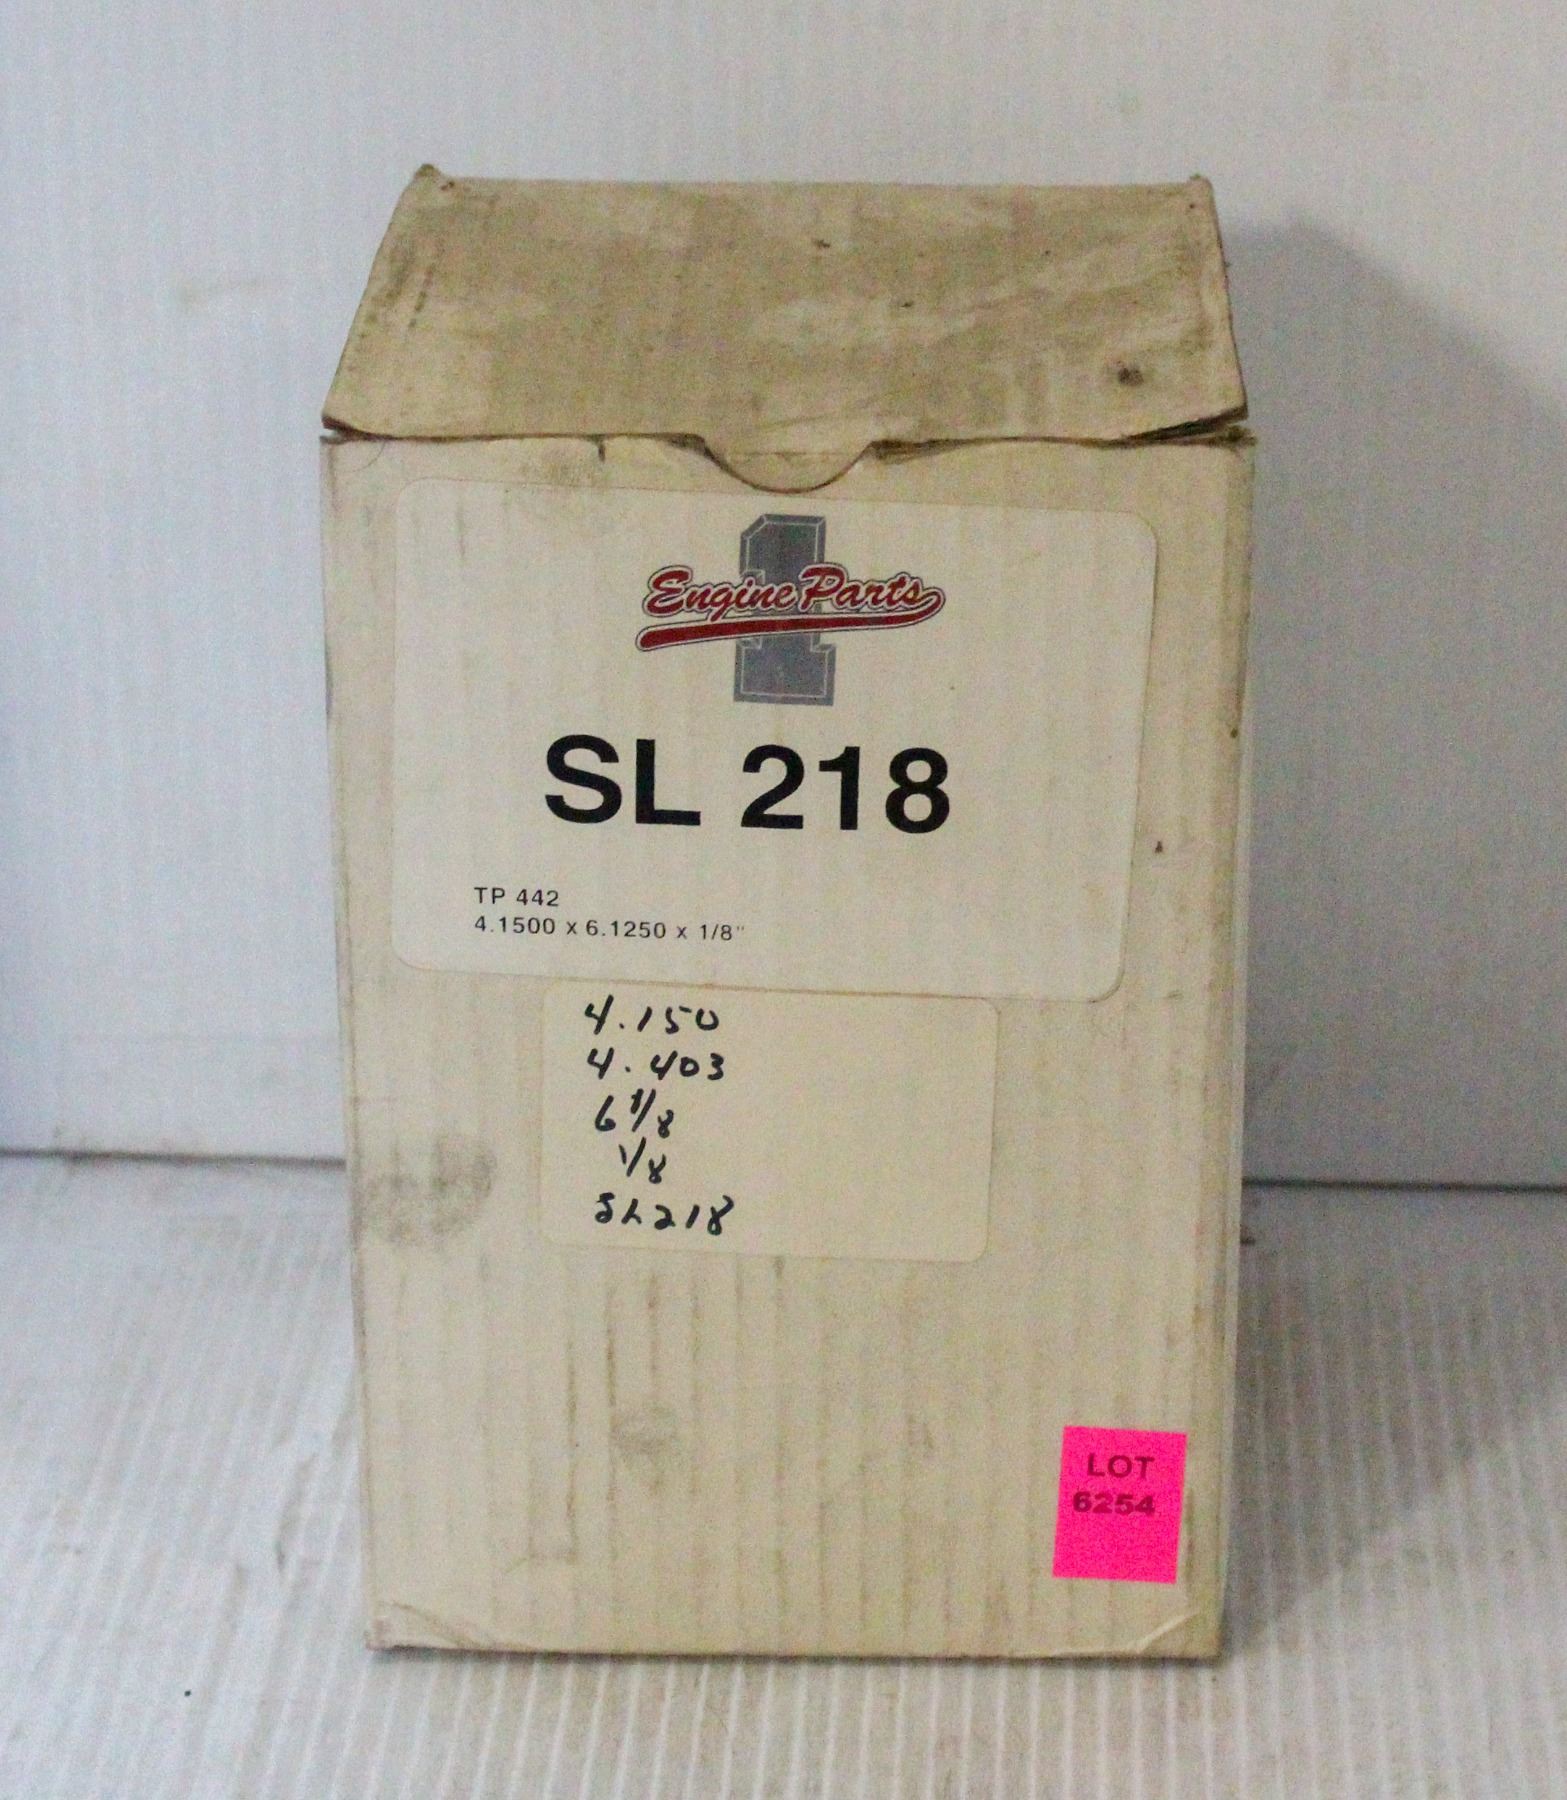 1
Engine Parts
SL 218
TP 442
4.1500 x 6.1250 x 1/8"
4.150
4.403
6 1/8
1/8
SL218
LOT
6254